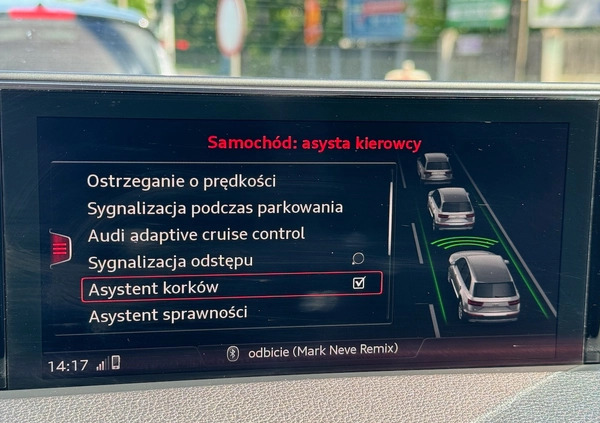 Samochód: asysta kierowcy
Ostrzeganie o prędkości
Sygnalizacja podczas parkowania
Audi adaptive cruise control
Sygnalizacja odstępu
Asystent korków
Asystent sprawności
14:17
odbicie (Mark Neve Remix)